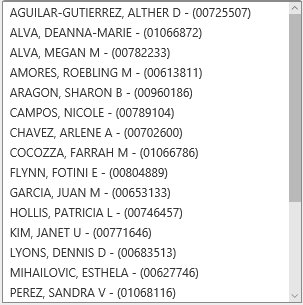 AGUILAR-GUTIERREZ, ALTHER D - (00725507)
ALVA, DEANNA-MARIE - (01066872)
ALVA, MEGAN M - (00782233)
AMORES, ROEBLING M - (00613811)
ARAGON, SHARON B - (00960186)
CAMPOS, NICOLE - (00789104)
CHAVEZ, ARLENE A - (00702600)
COCOZZA, FARRAH M - (01066786)
FLYNN, FOTINI E - (00804889)
GARCIA, JUAN M - (00653133)
HOLLIS, PATRICIA L - (00746457)
KIM, JANET U - (00771646)
LYONS, DENNIS D - (00683513)
MIHAILOVIC, ESTHELA - (00627746)
PEREZ, SANDRA V - (01068116)